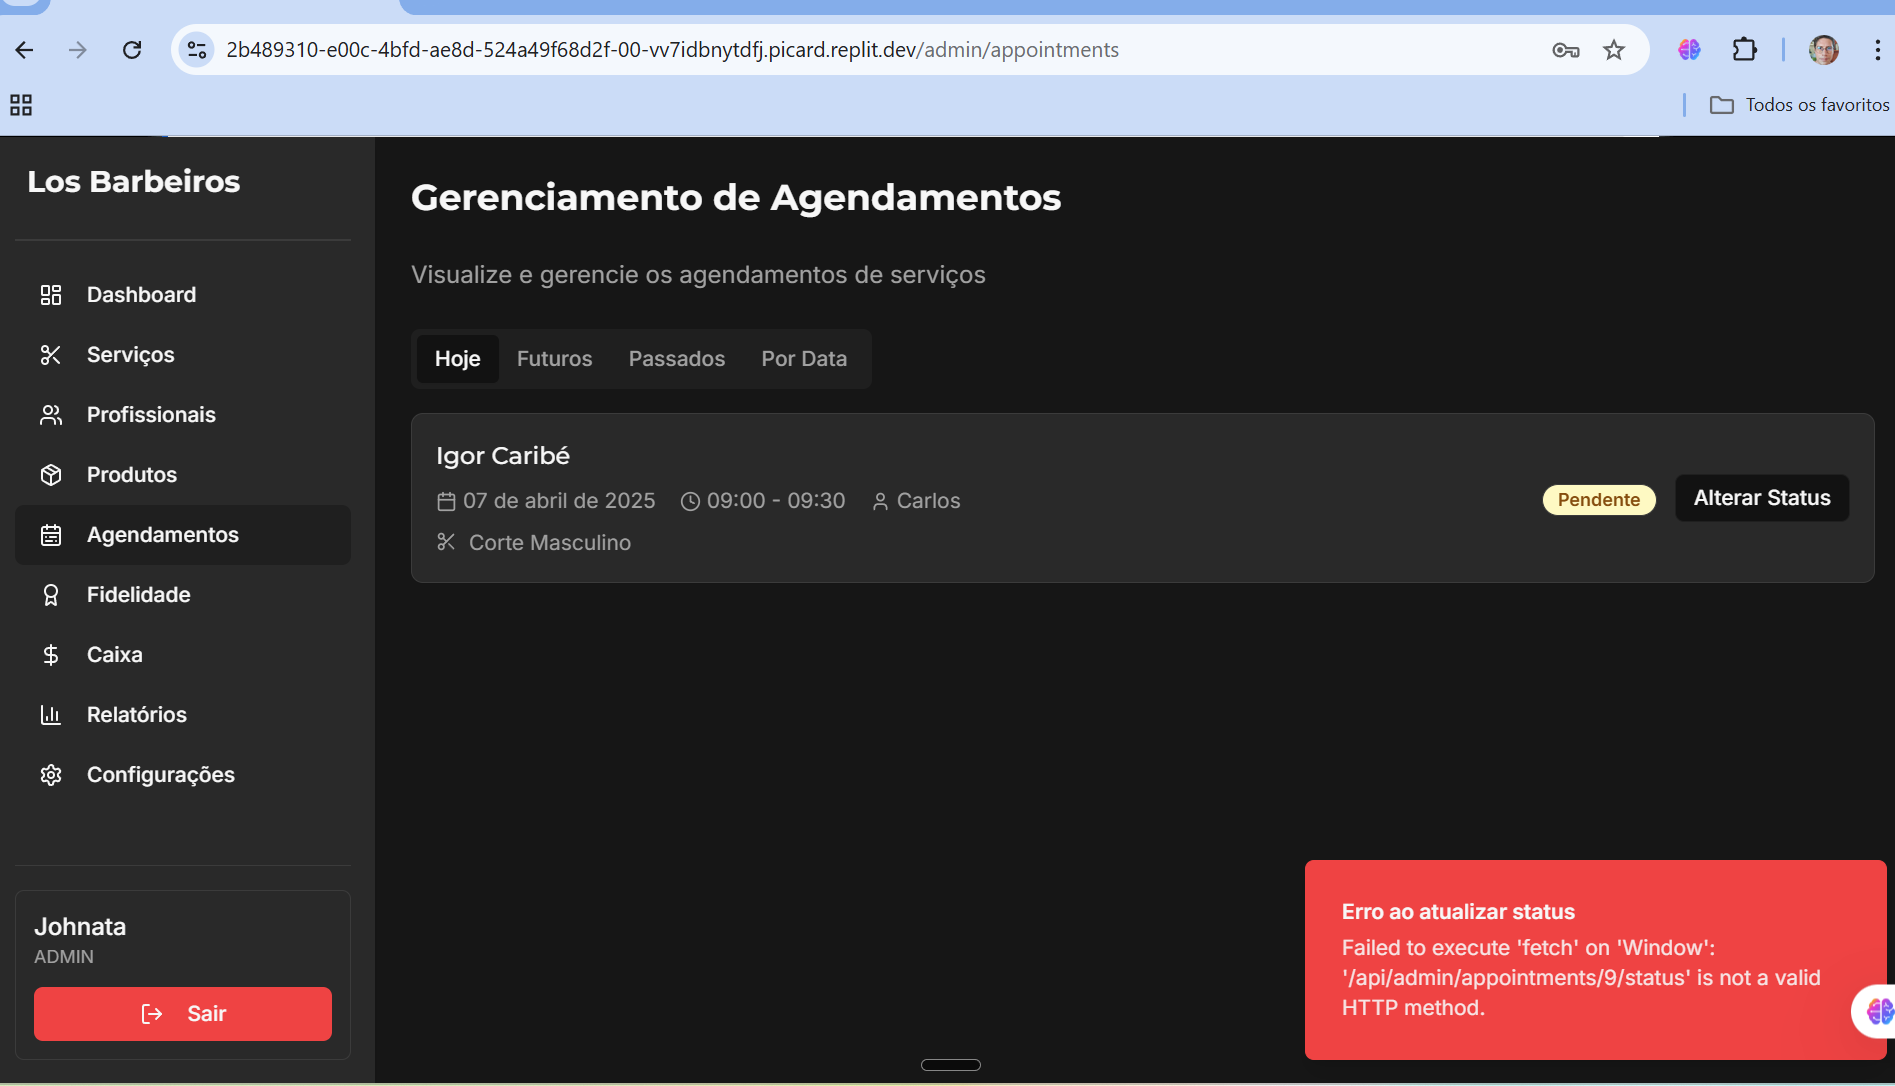 2b489310-e00c-4bfd-ae8d-524a49f68d2f-00-vv7idbnytdfj.picard.replit.dev/admin/appointments
Todos os favoritos
Los Barbeiros
Dashboard
Serviços
Profissionais
Produtos
Agendamentos
Fidelidade
Caixa
Relatórios
Configurações
Johnata
ADMIN
Sair
Gerenciamento de Agendamentos
Visualize e gerencie os agendamentos de serviços
Hoje Futuros Passados Por Data
Igor Caribé
07 de abril de 2025 09:00 - 09:30 Carlos
Corte Masculino
Pendente Alterar Status
Erro ao atualizar status
Failed to execute 'fetch' on 'Window':
'/api/admin/appointments/9/status' is not a valid
HTTP method.